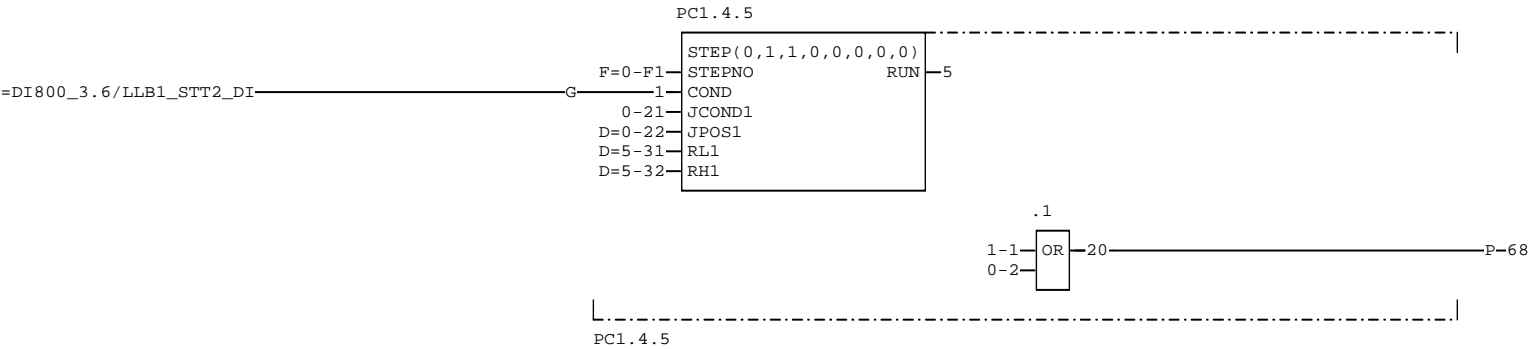 PC1.4.5
STEP(0,1,1,0,0,0,0,0)
F=0-F1 STEPNO RUN 5
=DI800_3.6/LLB1_STT2_DI G 1 COND
0-21 JCOND1
D=0-22 JPOS1
D=5-31 RL1
D=5-32 RH1
.1
1-1 OR 20 P-68
0-2
PC1.4.5